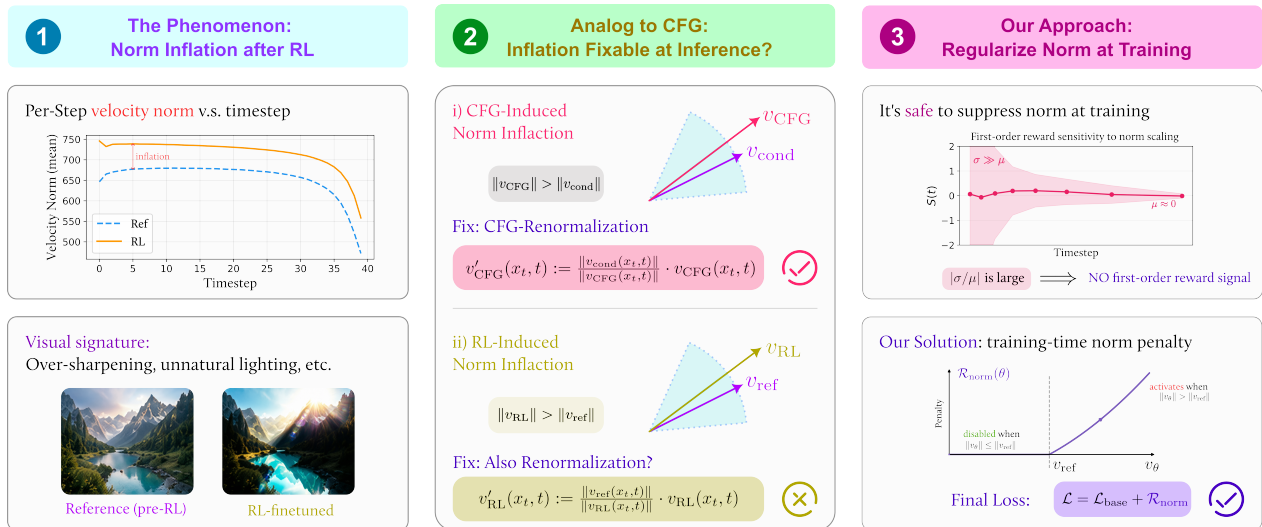 1
The Phenomenon:
Norm Inflation after RL
Per-Step velocity norm v.s. timestep
Velocity Norm (mean)
750
700
650
600
550
500
inflation
Ref
RL
0 5 10 15 20 25 30 35 40
Timestep
Visual signature:
Over-sharpening, unnatural lighting, etc.
Reference (pre-RL)
RL-finetuned
2
Analog to CFG:
Inflation Fixable at Inference?
i) CFG-Induced
Norm Inflaction
v_CFG
v_cond
‖v_CFG‖ > ‖v_cond‖
Fix: CFG-Renormalization
v′_CFG(x_t, t) := ‖v_cond(x_t,t)‖ / ‖v_CFG(x_t,t)‖ · v_CFG(x_t, t)
ii) RL-Induced
Norm Inflaction
v_RL
v_ref
‖v_RL‖ > ‖v_ref‖
Fix: Also Renormalization?
v′_RL(x_t, t) := ‖v_ref(x_t,t)‖ / ‖v_RL(x_t,t)‖ · v_RL(x_t, t)
3
Our Approach:
Regularize Norm at Training
It's safe to suppress norm at training
First-order reward sensitivity to norm scaling
S(t)
2
1
0
−1
−2
σ ≫ μ
μ ≈ 0
Timestep
|σ/μ| is large ⟹ NO first-order reward signal
Our Solution: training-time norm penalty
R_norm(θ)
Penalty
activates when
‖v_θ‖ > ‖v_ref‖
disabled when
‖v_θ‖ ≤ ‖v_ref‖
v_ref
v_θ
Final Loss: L = L_base + R_norm